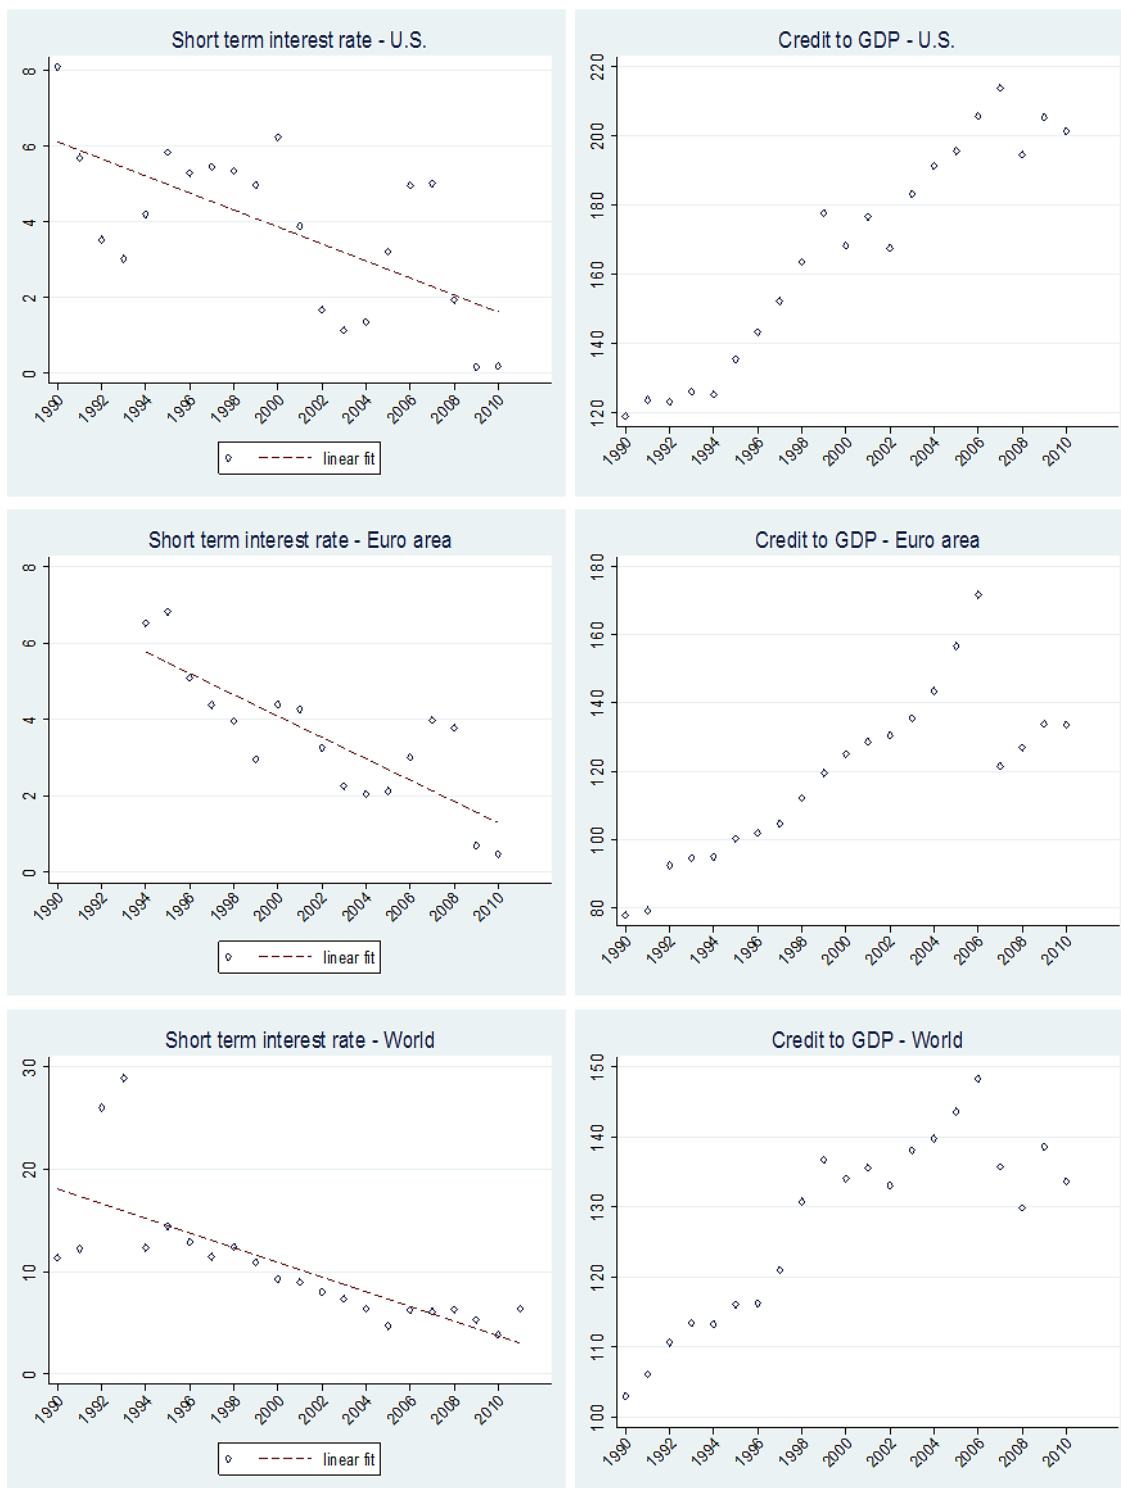 Short term interest rate - U.S.
8
6
4
2
0
1990 1992 1994 1996 1998 2000 2002 2004 2006 2008 2010
linear fit
Credit to GDP - U.S.
220
200
180
160
140
120
1990 1992 1994 1996 1998 2000 2002 2004 2006 2008 2010
Short term interest rate - Euro area
8
6
4
2
0
1990 1992 1994 1996 1998 2000 2002 2004 2006 2008 2010
linear fit
Credit to GDP - Euro area
180
160
140
120
100
80
1990 1992 1994 1996 1998 2000 2002 2004 2006 2008 2010
Short term interest rate - World
30
20
10
0
1990 1992 1994 1996 1998 2000 2002 2004 2006 2008 2010
linear fit
Credit to GDP - World
150
140
130
120
110
100
1990 1992 1994 1996 1998 2000 2002 2004 2006 2008 2010